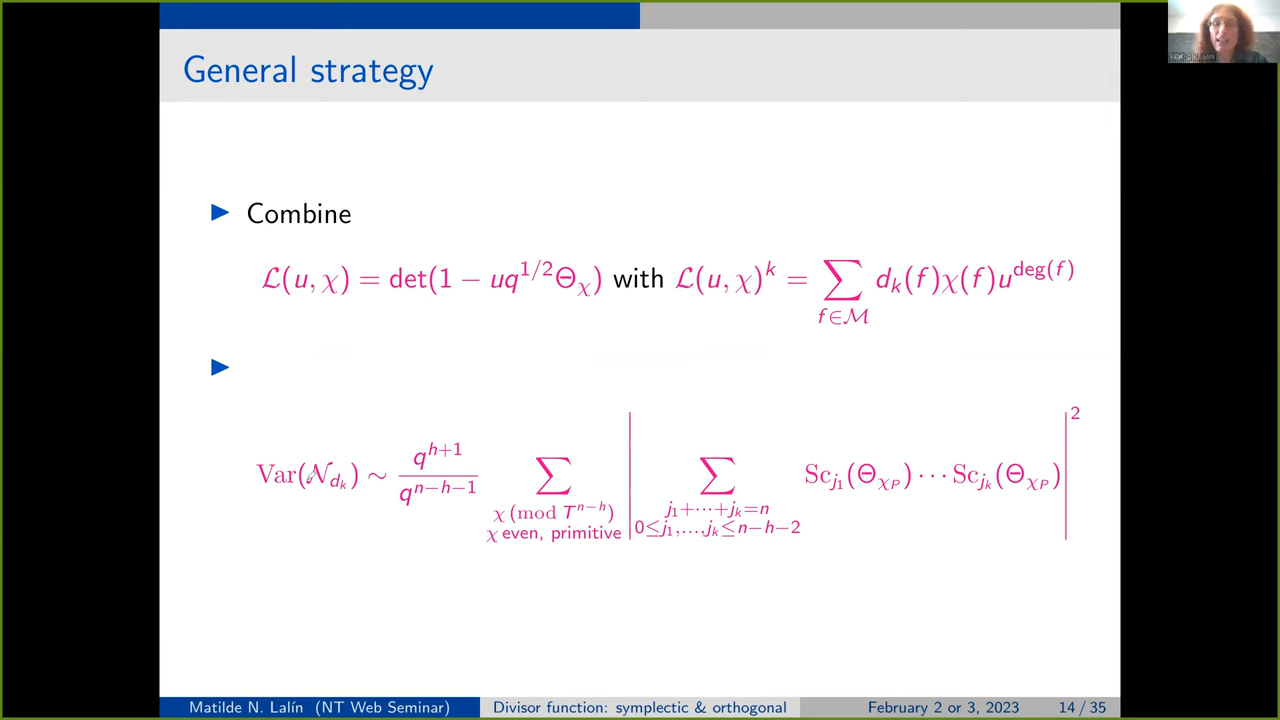 General strategy
▶ Combine
ℒ(u, χ) = det(1 − uq^{1/2}Θ_χ) with ℒ(u, χ)^k = ∑_{f∈ℳ} d_k(f)χ(f)u^{deg(f)}
▶
Var(𝒩_{d_k}) ∼ \frac{q^{h+1}}{q^{n−h−1}} ∑_{χ (mod T^{n−h}) χ even, primitive} | ∑_{j_1+⋯+j_k=n, 0≤j_1,…,j_k≤n−h−2} Sc_{j_1}(Θ_{χ_P}) ⋯ Sc_{j_k}(Θ_{χ_P}) |^2
Matilde N. Lalín (NT Web Seminar) Divisor function: symplectic & orthogonal February 2 or 3, 2023 14 / 35